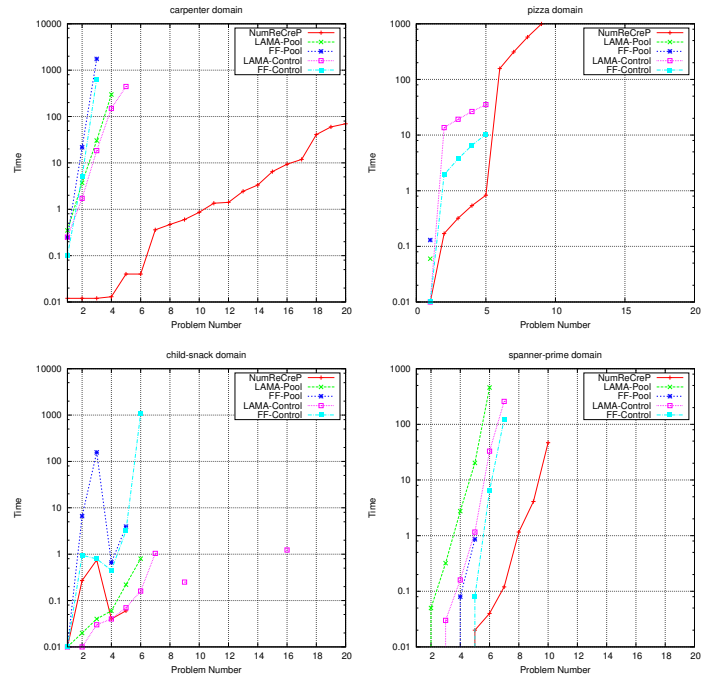 carpenter domain
10000
1000
100
10
1
0.1
0.01
Time
2 4 6 8 10 12 14 16 18 20
Problem Number
NumReCreP
LAMA-Pool
FF-Pool
LAMA-Control
FF-Control
pizza domain
1000
100
10
1
0.1
0.01
Time
0 5 10 15 20
Problem Number
NumReCreP
LAMA-Pool
FF-Pool
LAMA-Control
FF-Control
child-snack domain
10000
1000
100
10
1
0.1
0.01
Time
2 4 6 8 10 12 14 16 18 20
Problem Number
NumReCreP
LAMA-Pool
FF-Pool
LAMA-Control
FF-Control
spanner-prime domain
1000
100
10
1
0.1
0.01
Time
2 4 6 8 10 12 14 16 18 20
Problem Number
NumReCreP
LAMA-Pool
FF-Pool
LAMA-Control
FF-Control